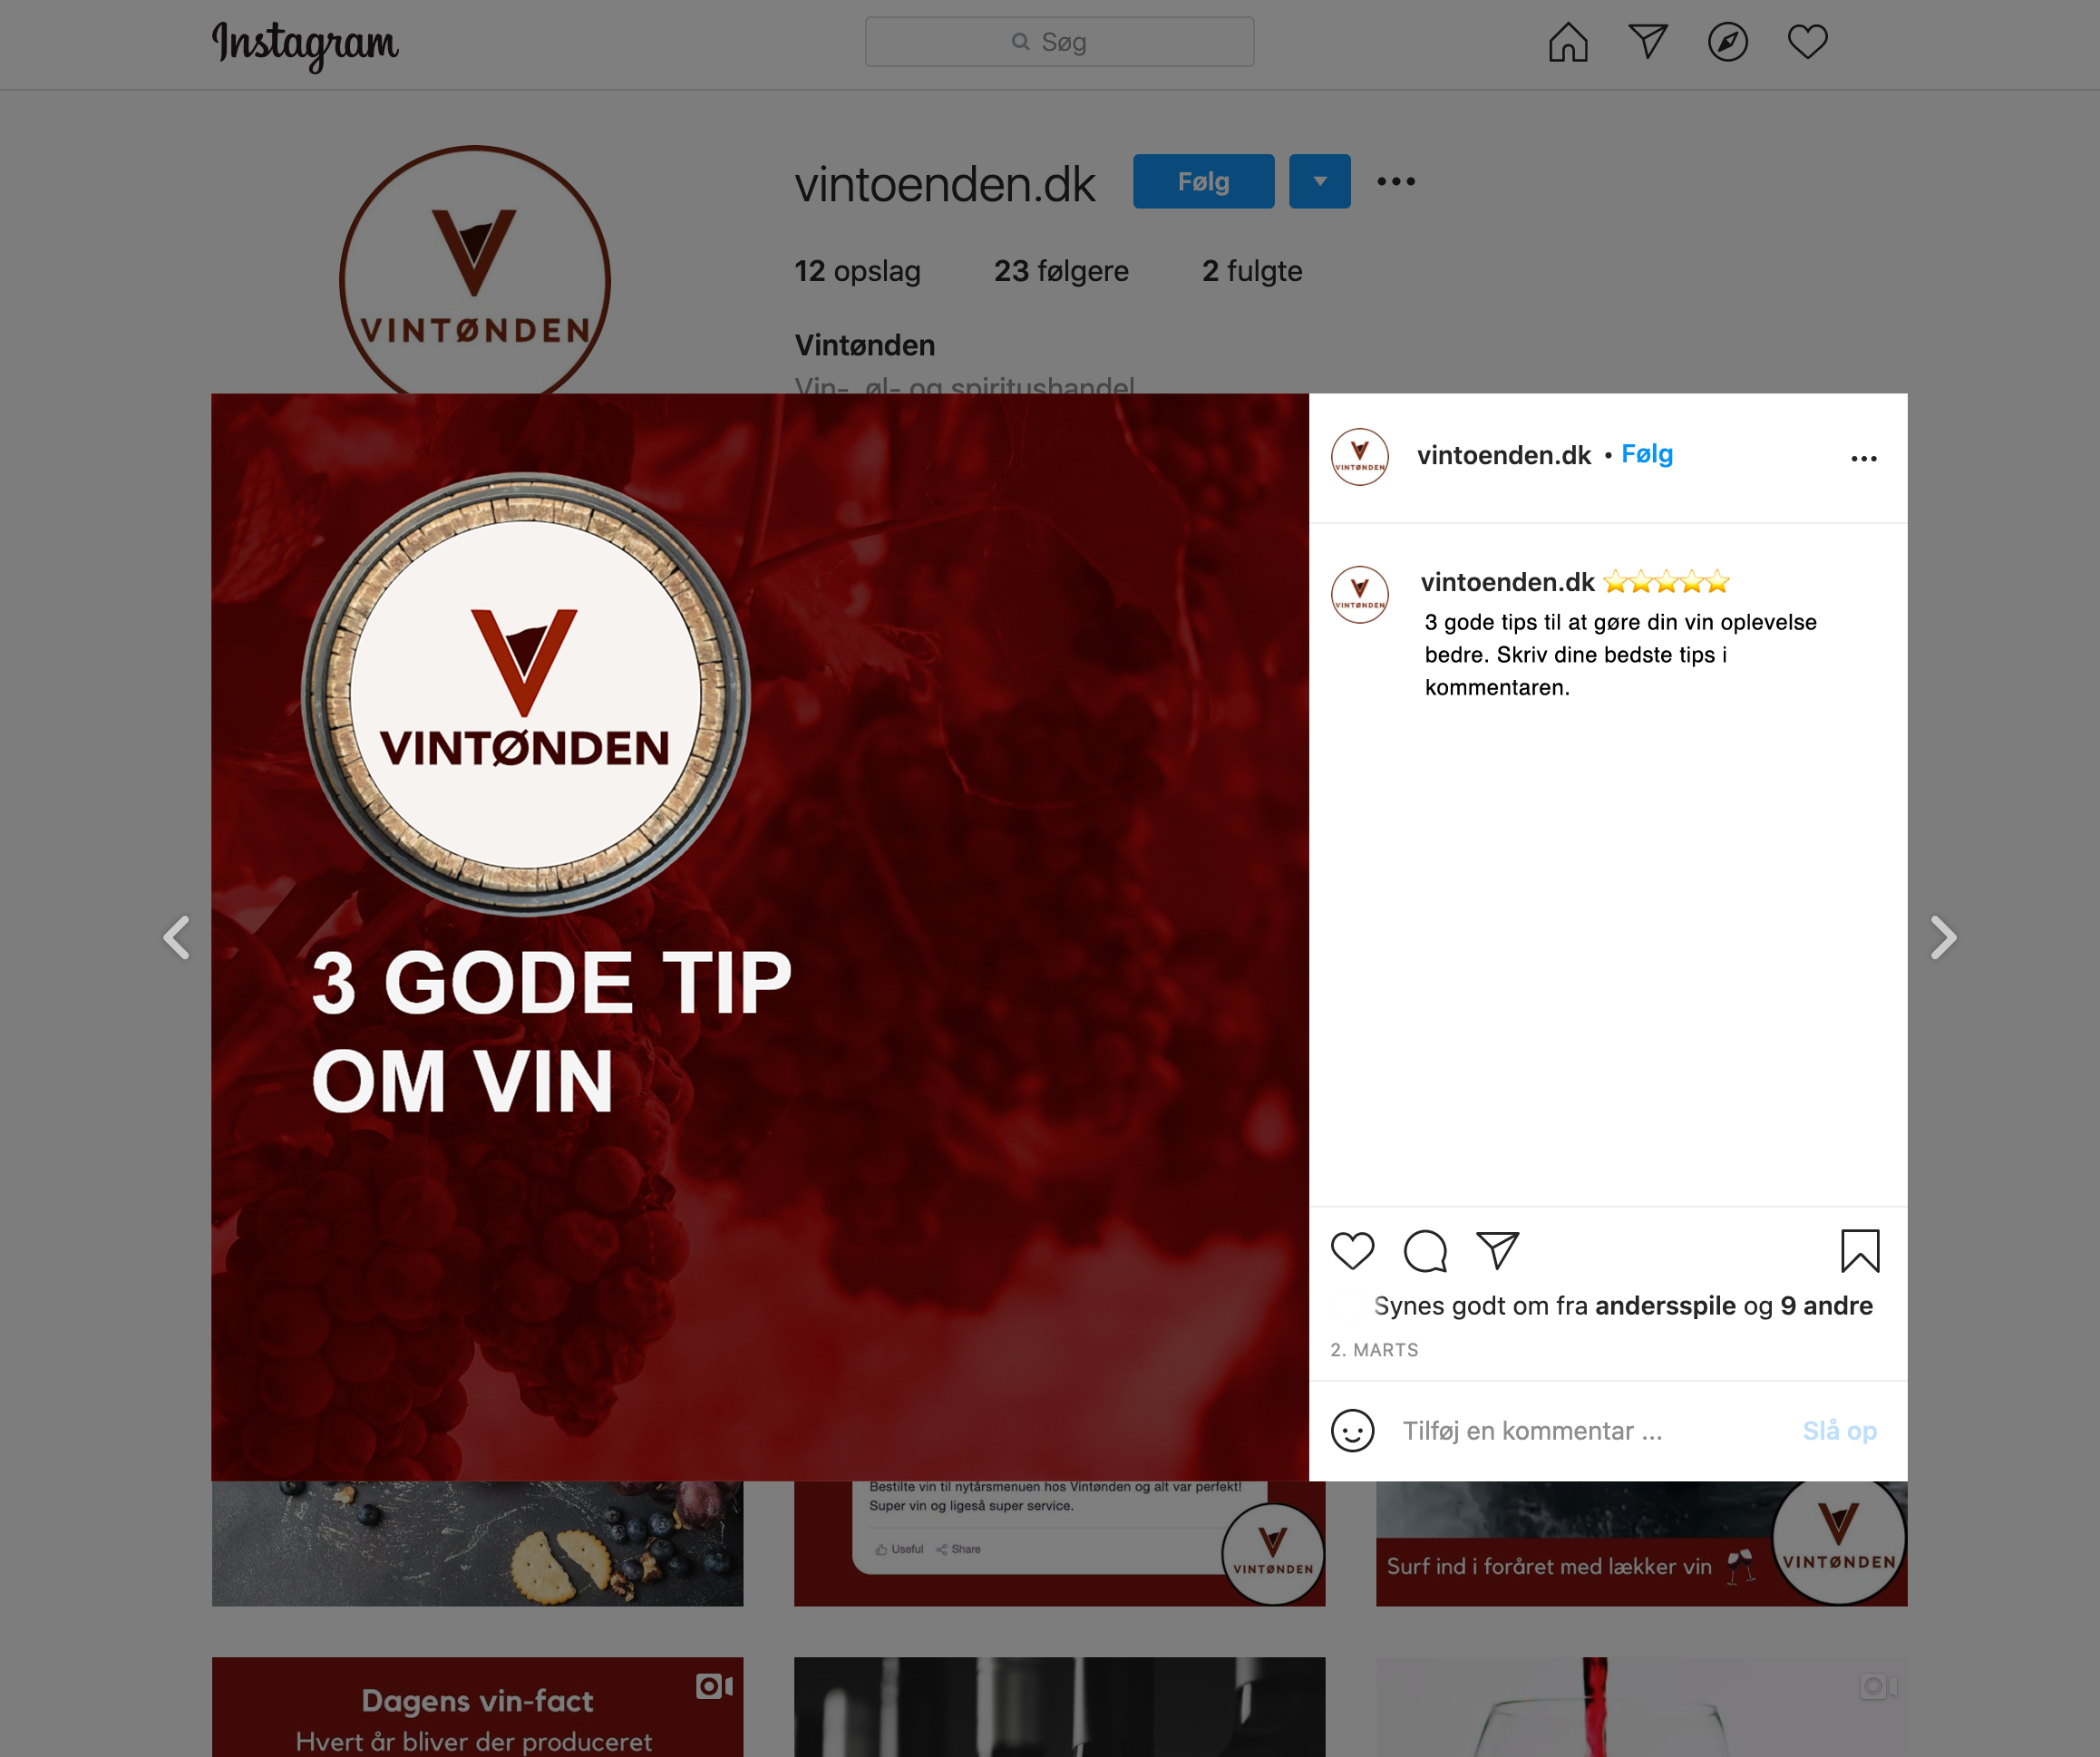 Instagram
Søg
vintoenden.dk
Følg
12 opslag
23 følgere
2 fulgte
VINTØNDEN
Vintønden
Vin-, øl- og spiritushandel
VINTØNDEN
3 GODE TIP
OM VIN
VINTØNDEN
vintoenden.dk • Følg
VINTØNDEN
vintoenden.dk ⭐⭐⭐⭐⭐
3 gode tips til at gøre din vin oplevelse
bedre. Skriv dine bedste tips i
kommentaren.
Synes godt om fra andersspile og 9 andre
2. MARTS
Tilføj en kommentar ...
Slå op
Bestilte vin til nytårsmenuen hos Vintønden og alt var perfekt!
Super vin og ligeså super service.
Useful
Share
VINTØNDEN
Surf ind i foråret med lækker vin
VINTØNDEN
Dagens vin-fact
Hvert år bliver der produceret